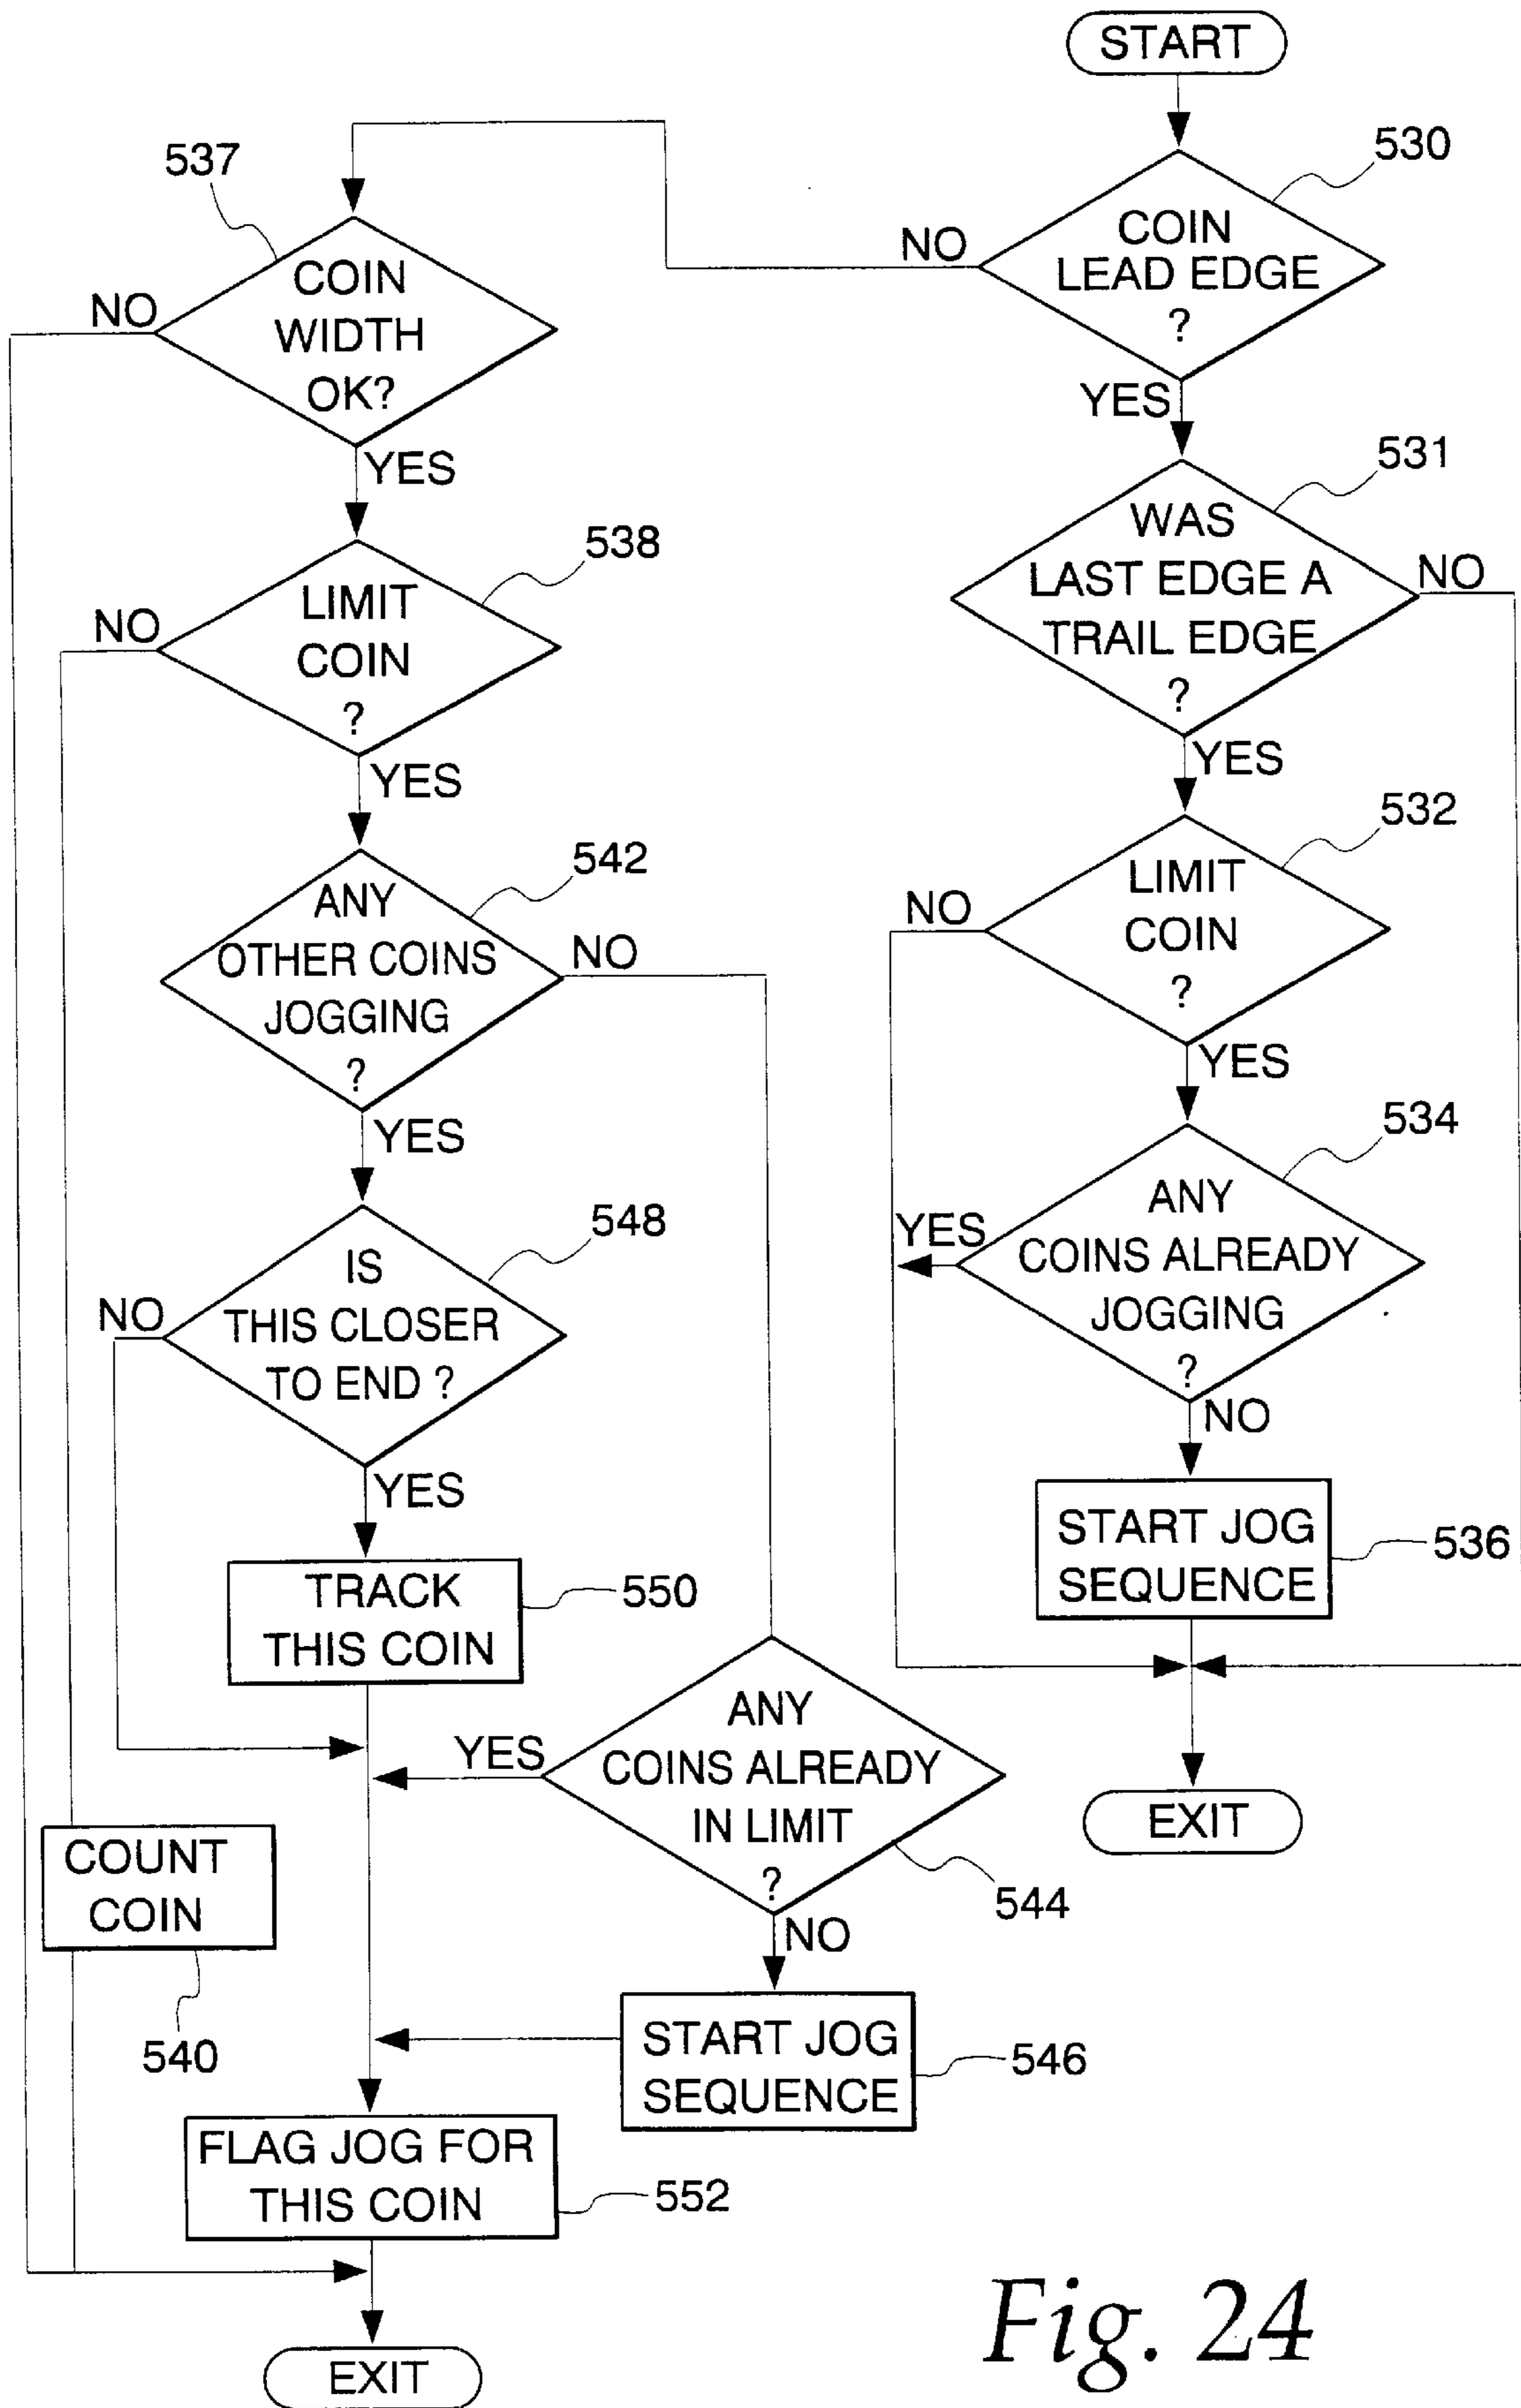 START
530
COIN
LEAD EDGE
?
NO
YES
537
COIN
WIDTH
OK?
NO
YES
531
WAS
LAST EDGE A
TRAIL EDGE
?
NO
YES
538
LIMIT
COIN
?
NO
YES
532
LIMIT
COIN
?
NO
YES
542
ANY
OTHER COINS
JOGGING
?
NO
YES
534
ANY
COINS ALREADY
JOGGING
?
YES
NO
548
IS
THIS CLOSER
TO END ?
NO
YES
START JOG
SEQUENCE
536
TRACK
THIS COIN
550
ANY
COINS ALREADY
IN LIMIT
?
YES
544
NO
EXIT
COUNT
COIN
540
START JOG
SEQUENCE
546
FLAG JOG FOR
THIS COIN
552
EXIT
Fig. 24